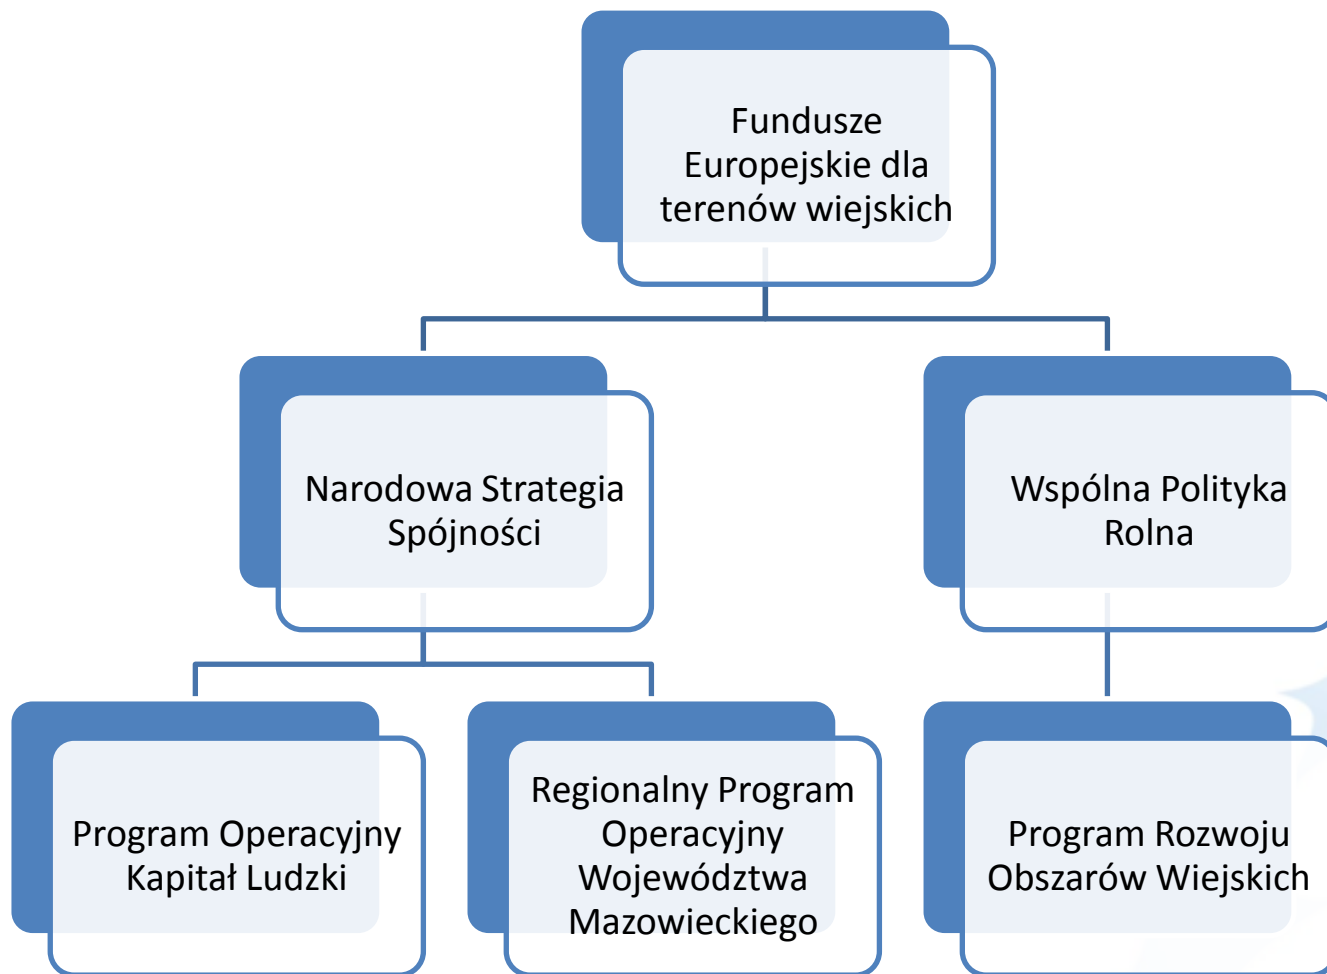 Fundusze
Europejskie dla
terenów wiejskich
Narodowa Strategia
Spójności
Wspólna Polityka
Rolna
Program Operacyjny
Kapitał Ludzki
Regionalny Program
Operacyjny
Województwa
Mazowieckiego
Program Rozwoju
Obszarów Wiejskich